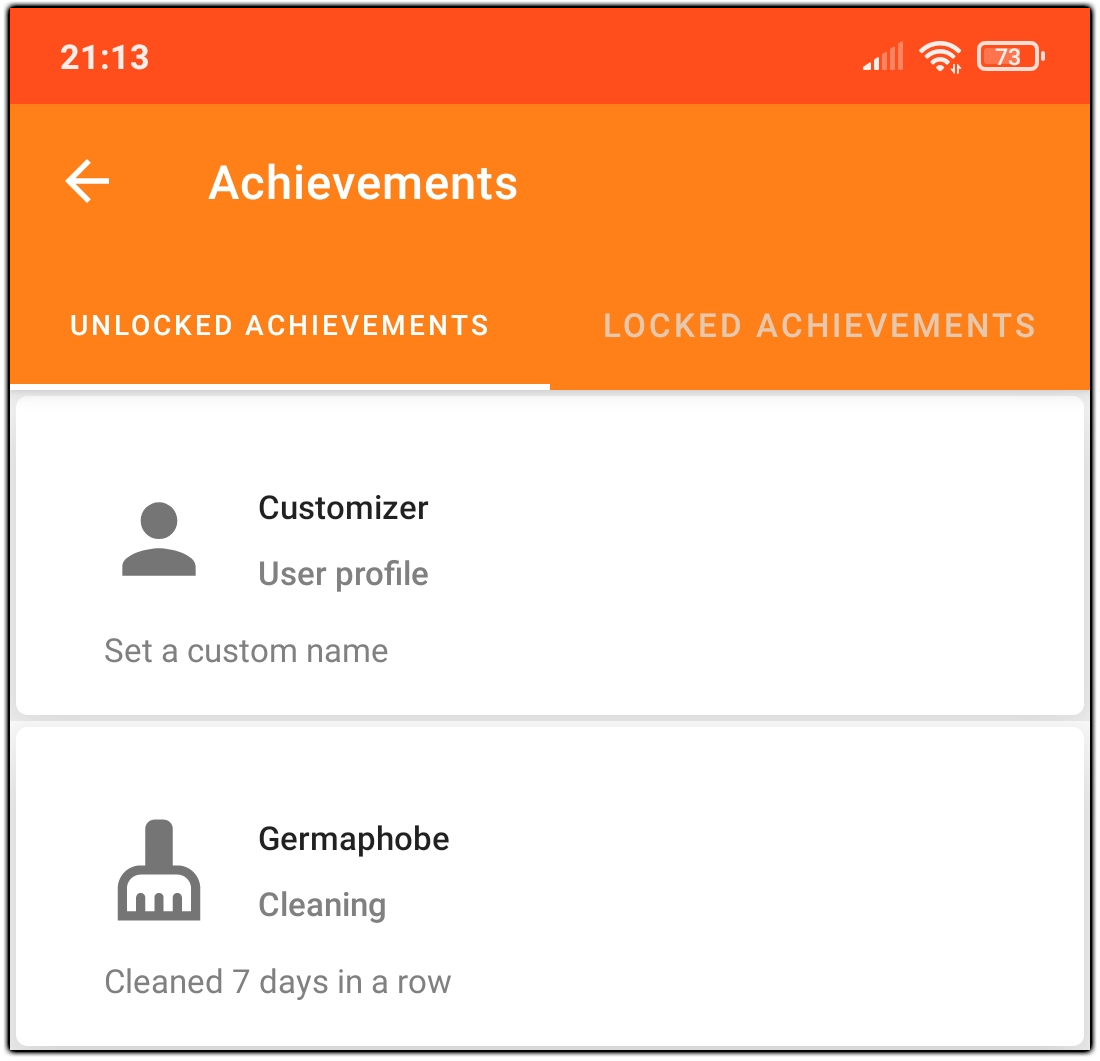 21:13
73
Achievements
UNLOCKED ACHIEVEMENTS
LOCKED ACHIEVEMENTS
Customizer
User profile
Set a custom name
Germaphobe
Cleaning
Cleaned 7 days in a row